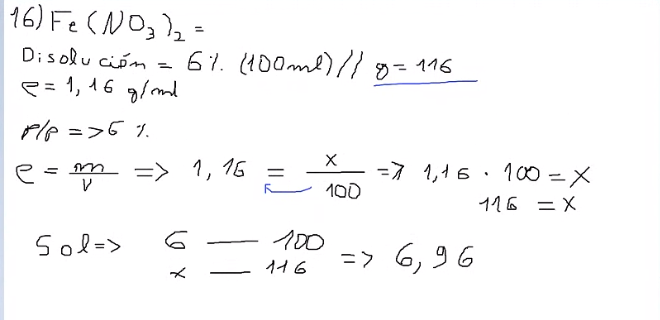 16) Fe(NO3)2 =
Disolución = 6%. (100ml)// g = 116
e = 1,16 g/ml
P/P => 6 %.
e = m/v => 1,16 = x/100 => 1,16 · 100 = X
116 = X
Sol => 6 — 100 => 6,96
x — 116